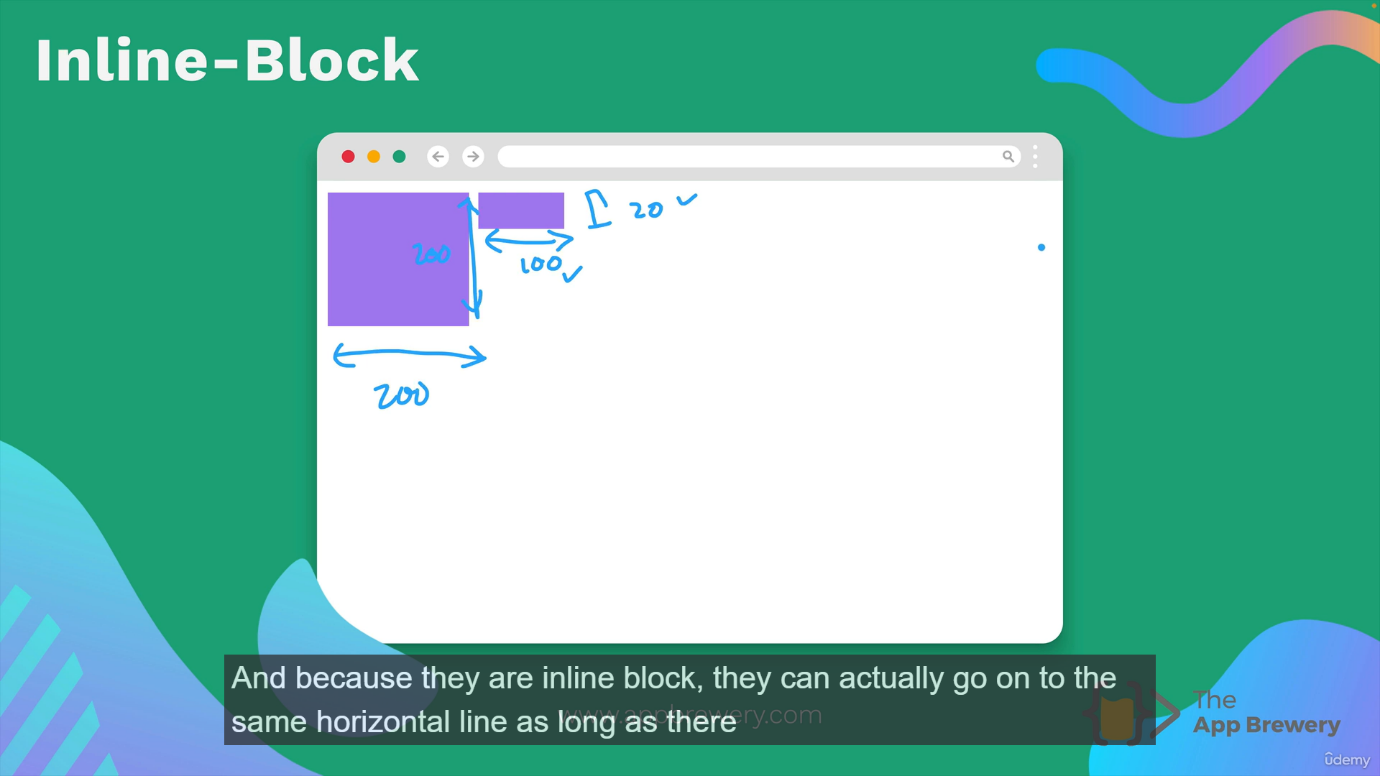 Inline-Block
20
200
100
200
And because they are inline block, they can actually go on to the
same horizontal line as long as there
www.appbrewery.com
The
App Brewery
ûdemy